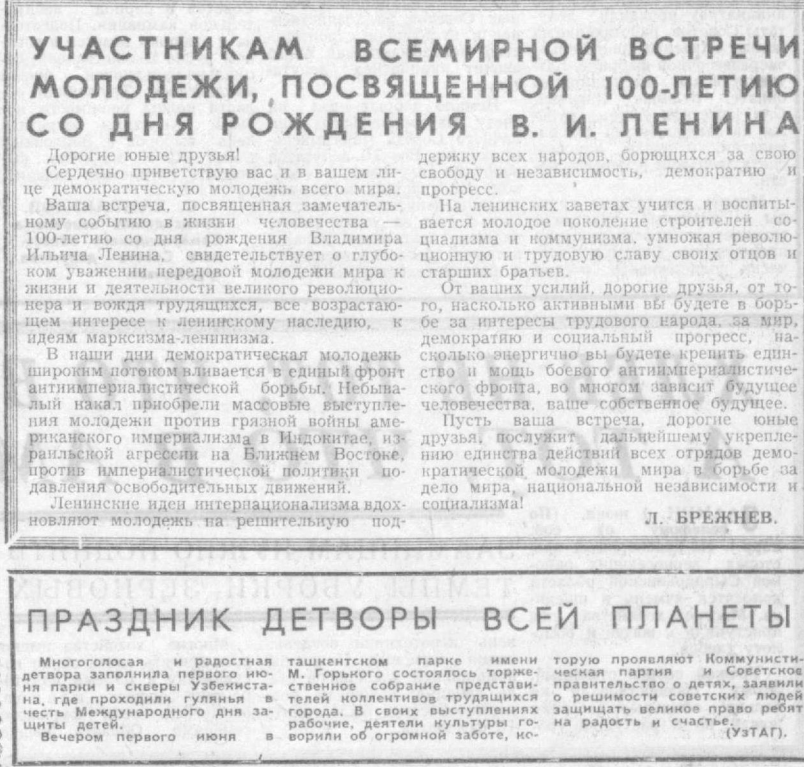 УЧАСТНИКАМ ВСЕМИРНОЙ ВСТРЕЧИ
МОЛОДЕЖИ, ПОСВЯЩЕННОЙ 100-ЛЕТИЮ
СО ДНЯ РОЖДЕНИЯ В. И. ЛЕНИНА
Дорогие юные друзья!
Сердечно приветствую вас и в вашем ли-
це демократическую молодежь всего мира.
Ваша встреча, посвященная замечатель-
ному событию в жизни человечества —
100-летию со дня рождения Владимира
Ильича Ленина, свидетельствует о глубо-
ком уважении передовой молодежи мира к
жизни и деятельности великого революцио-
нера и вождя трудящихся, все возрастаю-
щем интересе к ленинскому наследию, к
идеям марксизма-ленинизма.
В наши дни демократическая молодежь
широким потоком вливается в единый фронт
антиимпериалистической борьбы. Небыва-
лый накал приобрели массовые выступле-
ния молодежи против грязной войны аме-
риканского империализма в Индокитае, из-
раильской агрессии на Ближнем Востоке,
против империалистической политики по-
давления освободительных движений.
Ленинские идеи интернационализма вдох-
новляют молодежь на решительную под-
держку всех народов, борющихся за свою
свободу и независимость, демократию и
прогресс.
На ленинских заветах учится и воспиты-
вается молодое поколение строителей со-
циализма и коммунизма, умножая револю-
ционную и трудовую славу своих отцов и
старших братьев.
От ваших усилий, дорогие друзья, от то-
го, насколько активными вы будете в борь-
бе за интересы трудового народа, за мир,
демократию и социальный прогресс, на-
сколько энергично вы будете крепить един-
ство и мощь боевого антиимпериалистиче-
ского фронта, во многом зависит будущее
человечества, ваше собственное будущее.
Пусть ваша встреча, дорогие юные
друзья, послужит дальнейшему укрепле-
нию единства действий всех отрядов демо-
кратической молодежи мира в борьбе за
дело мира, национальной независимости и
социализма!
Л. БРЕЖНЕВ.
ПРАЗДНИК ДЕТВОРЫ ВСЕЙ ПЛАНЕТЫ
Многоголосая и радостная
детвора заполнила первого ию-
ня парки и скверы Узбекиста-
на, где проходили гулянья в
честь Международного дня за-
щиты детей.
Вечером первого июня в
ташкентском парке имени
М. Горького состоялось торже-
ственное собрание представи-
телей коллективов трудящихся
города. В своих выступлениях
рабочие, деятели культуры го-
ворили об огромной заботе, ко-
торую проявляют Коммунисти-
ческая партия и Советское
правительство о детях, заявили
о решимости советских людей
защищать великое право ребят
на радость и счастье.
(УзТАГ).